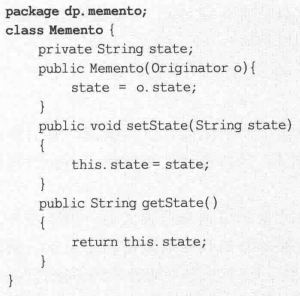 package dp.memento;
class Memento {
    private String state;
    public Memento(Originator o){
        state = o.state;
    }
    public void setState(String state)
    {
        this.state = state;
    }
    public String getState()
    {
        return this.state;
    }
}